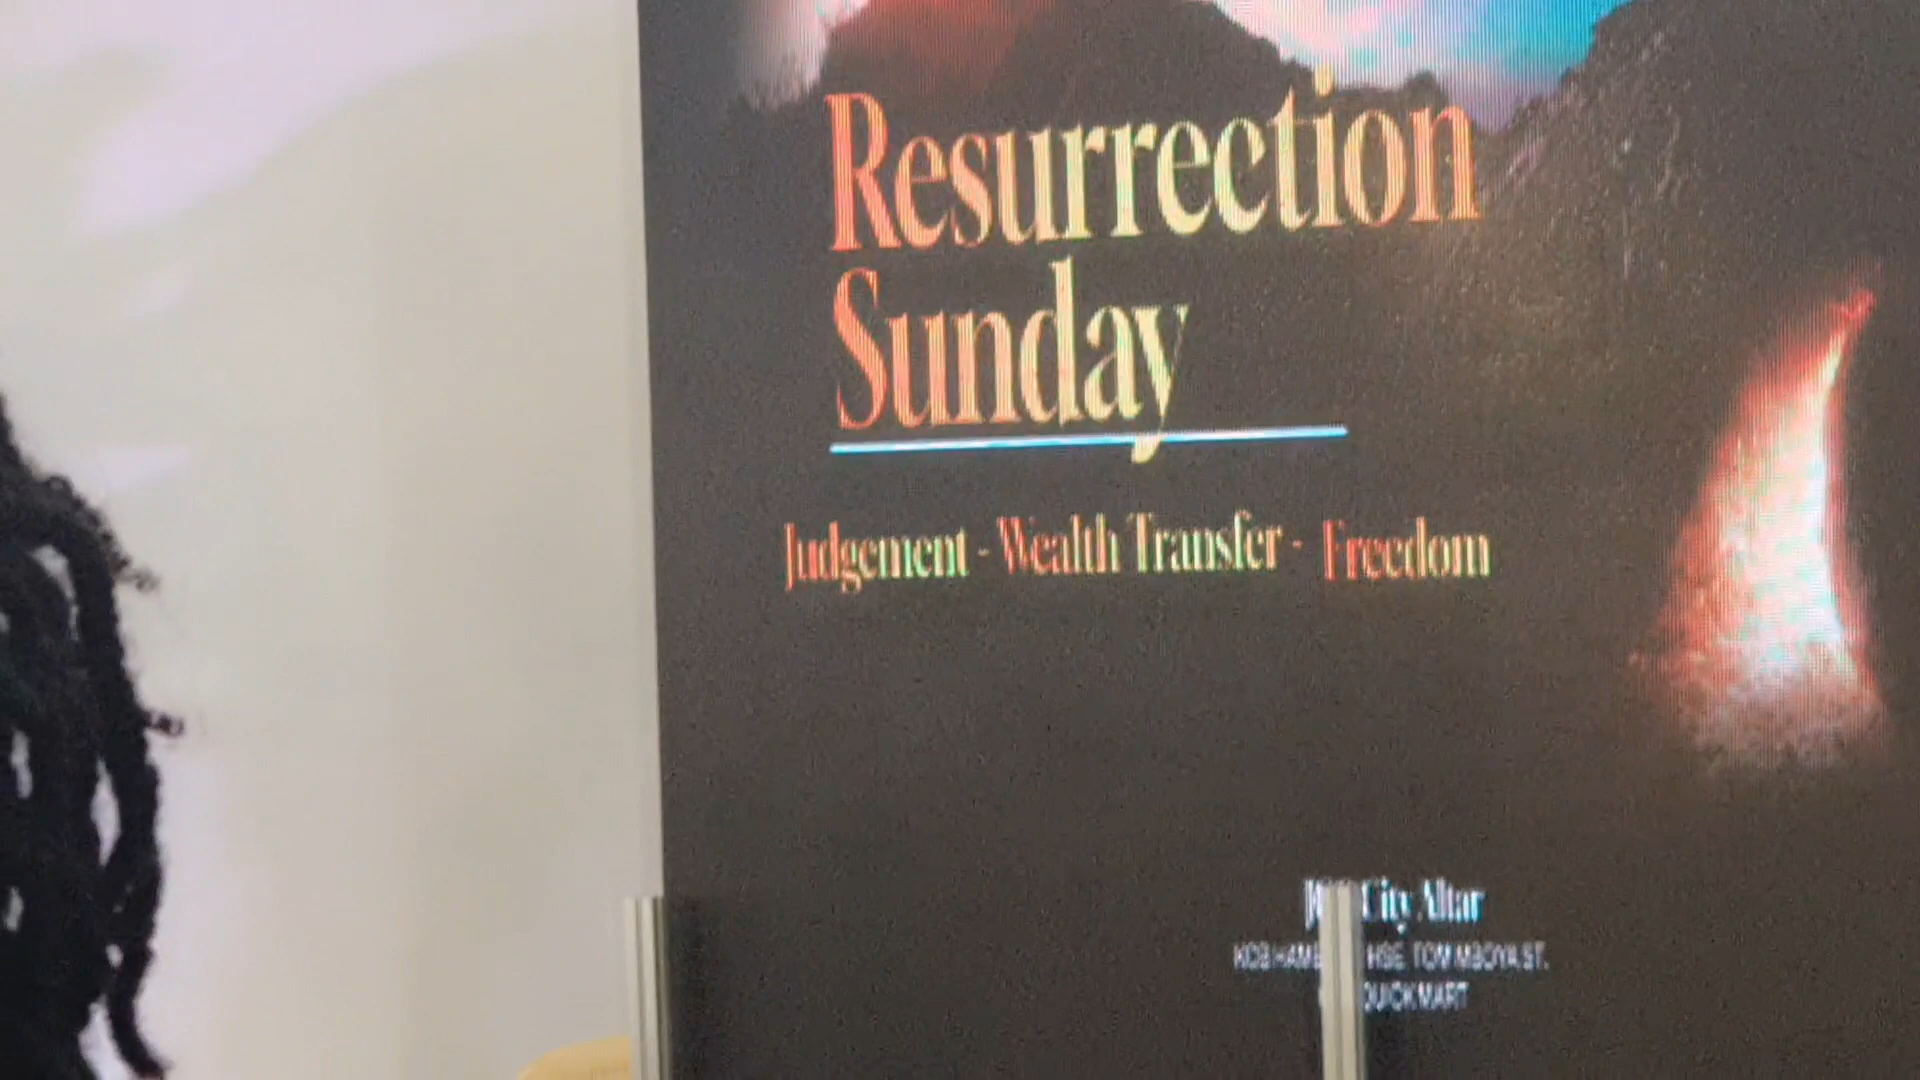 Resurrection
Sunday
Judgement - Wealth Transfer - Freedom
City Altar
HSE. TOM MBOYA ST.
QUICKMART